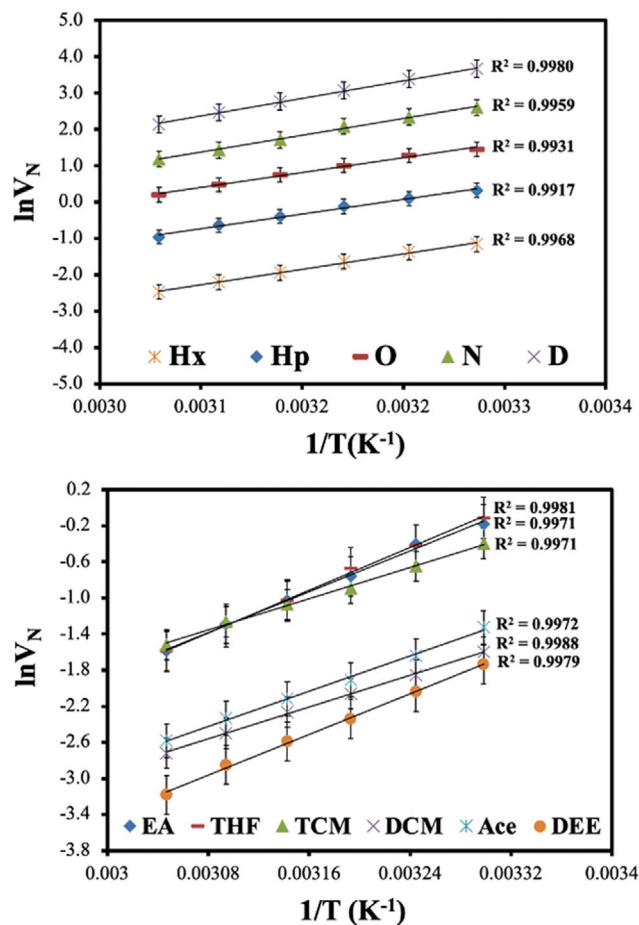 5.0
4.0
3.0
2.0
1.0
0.0
-1.0
-2.0
-3.0
-4.0
-5.0
lnV_N
R² = 0.9980
R² = 0.9959
R² = 0.9931
R² = 0.9917
R² = 0.9968
Hx Hp O N D
0.0030 0.0031 0.0031 0.0032 0.0032 0.0033 0.0033 0.0034
1/T(K⁻¹)
0.2
-0.2
-0.6
-1.0
-1.4
-1.8
-2.2
-2.6
-3.0
-3.4
-3.8
lnV_N
R² = 0.9981
R² = 0.9971
R² = 0.9971
R² = 0.9972
R² = 0.9988
R² = 0.9979
EA THF TCM DCM Ace DEE
0.003 0.00308 0.00316 0.00324 0.00332 0.0034
1/T (K⁻¹)